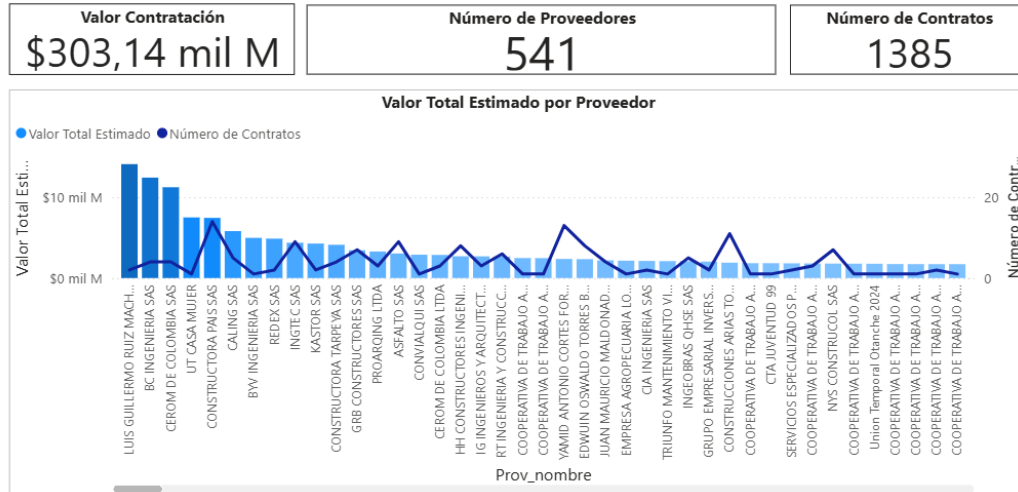 Valor Contratación
$303,14 mil M
Número de Proveedores
541
Número de Contratos
1385
Valor Total Estimado por Proveedor
Valor Total Estimado
Número de Contratos
Valor Total Esti...
$10 mil M
$0 mil M
20
0
Número de Contr...
LUIS GUILLERMO RUIZ MACH...
BC INGENIERIA SAS
CEROM DE COLOMBIA SAS
UT CASA MUJER
CONSTRUCTORA PAIS SAS
CALING SAS
BYV INGENIERIA SAS
REDEX SAS
INGTEC SAS
KASTOR SAS
CONSTRUCTORA TARPEYA SAS
GRB CONSTRUCTORES SAS
PROARQING LTDA
ASFALTO SAS
CONVIALQUI SAS
CEROM DE COLOMBIA LTDA
HH CONSTRUCTORES INGENI...
IG INGENIEROS Y ARQUITECT...
RT INGENIERIA Y CONSTRUCC...
COOPERATIVA DE TRABAJO A...
COOPERATIVA DE TRABAJO A...
YAMID ANTONIO CORTES FOR...
EDWUIN OSWALDO TORRES B...
JUAN MAURICIO MALDONAD...
EMPRESA AGROPECUARIA LO...
CIA INGENIERIA SAS
TRIUNFO MANTENIMIENTO VI...
INGEOBRAS QHSE SAS
GRUPO EMPRESARIAL INVERS...
CONSTRUCCIONES ARIAS TO...
COOPERATIVA DE TRABAJO A...
CTA JUVENTUD 99
SERVICIOS ESPECIALIZADOS P...
COOPERATIVA DE TRABAJO A...
NYS CONSTRUCOL SAS
COOPERATIVA DE TRABAJO A...
Union Temporal Otanche 2024
COOPERATIVA DE TRABAJO A...
COOPERATIVA DE TRABAJO A...
COOPERATIVA DE TRABAJO A...
COOPERATIVA DE TRABAJO A...
Prov_nombre